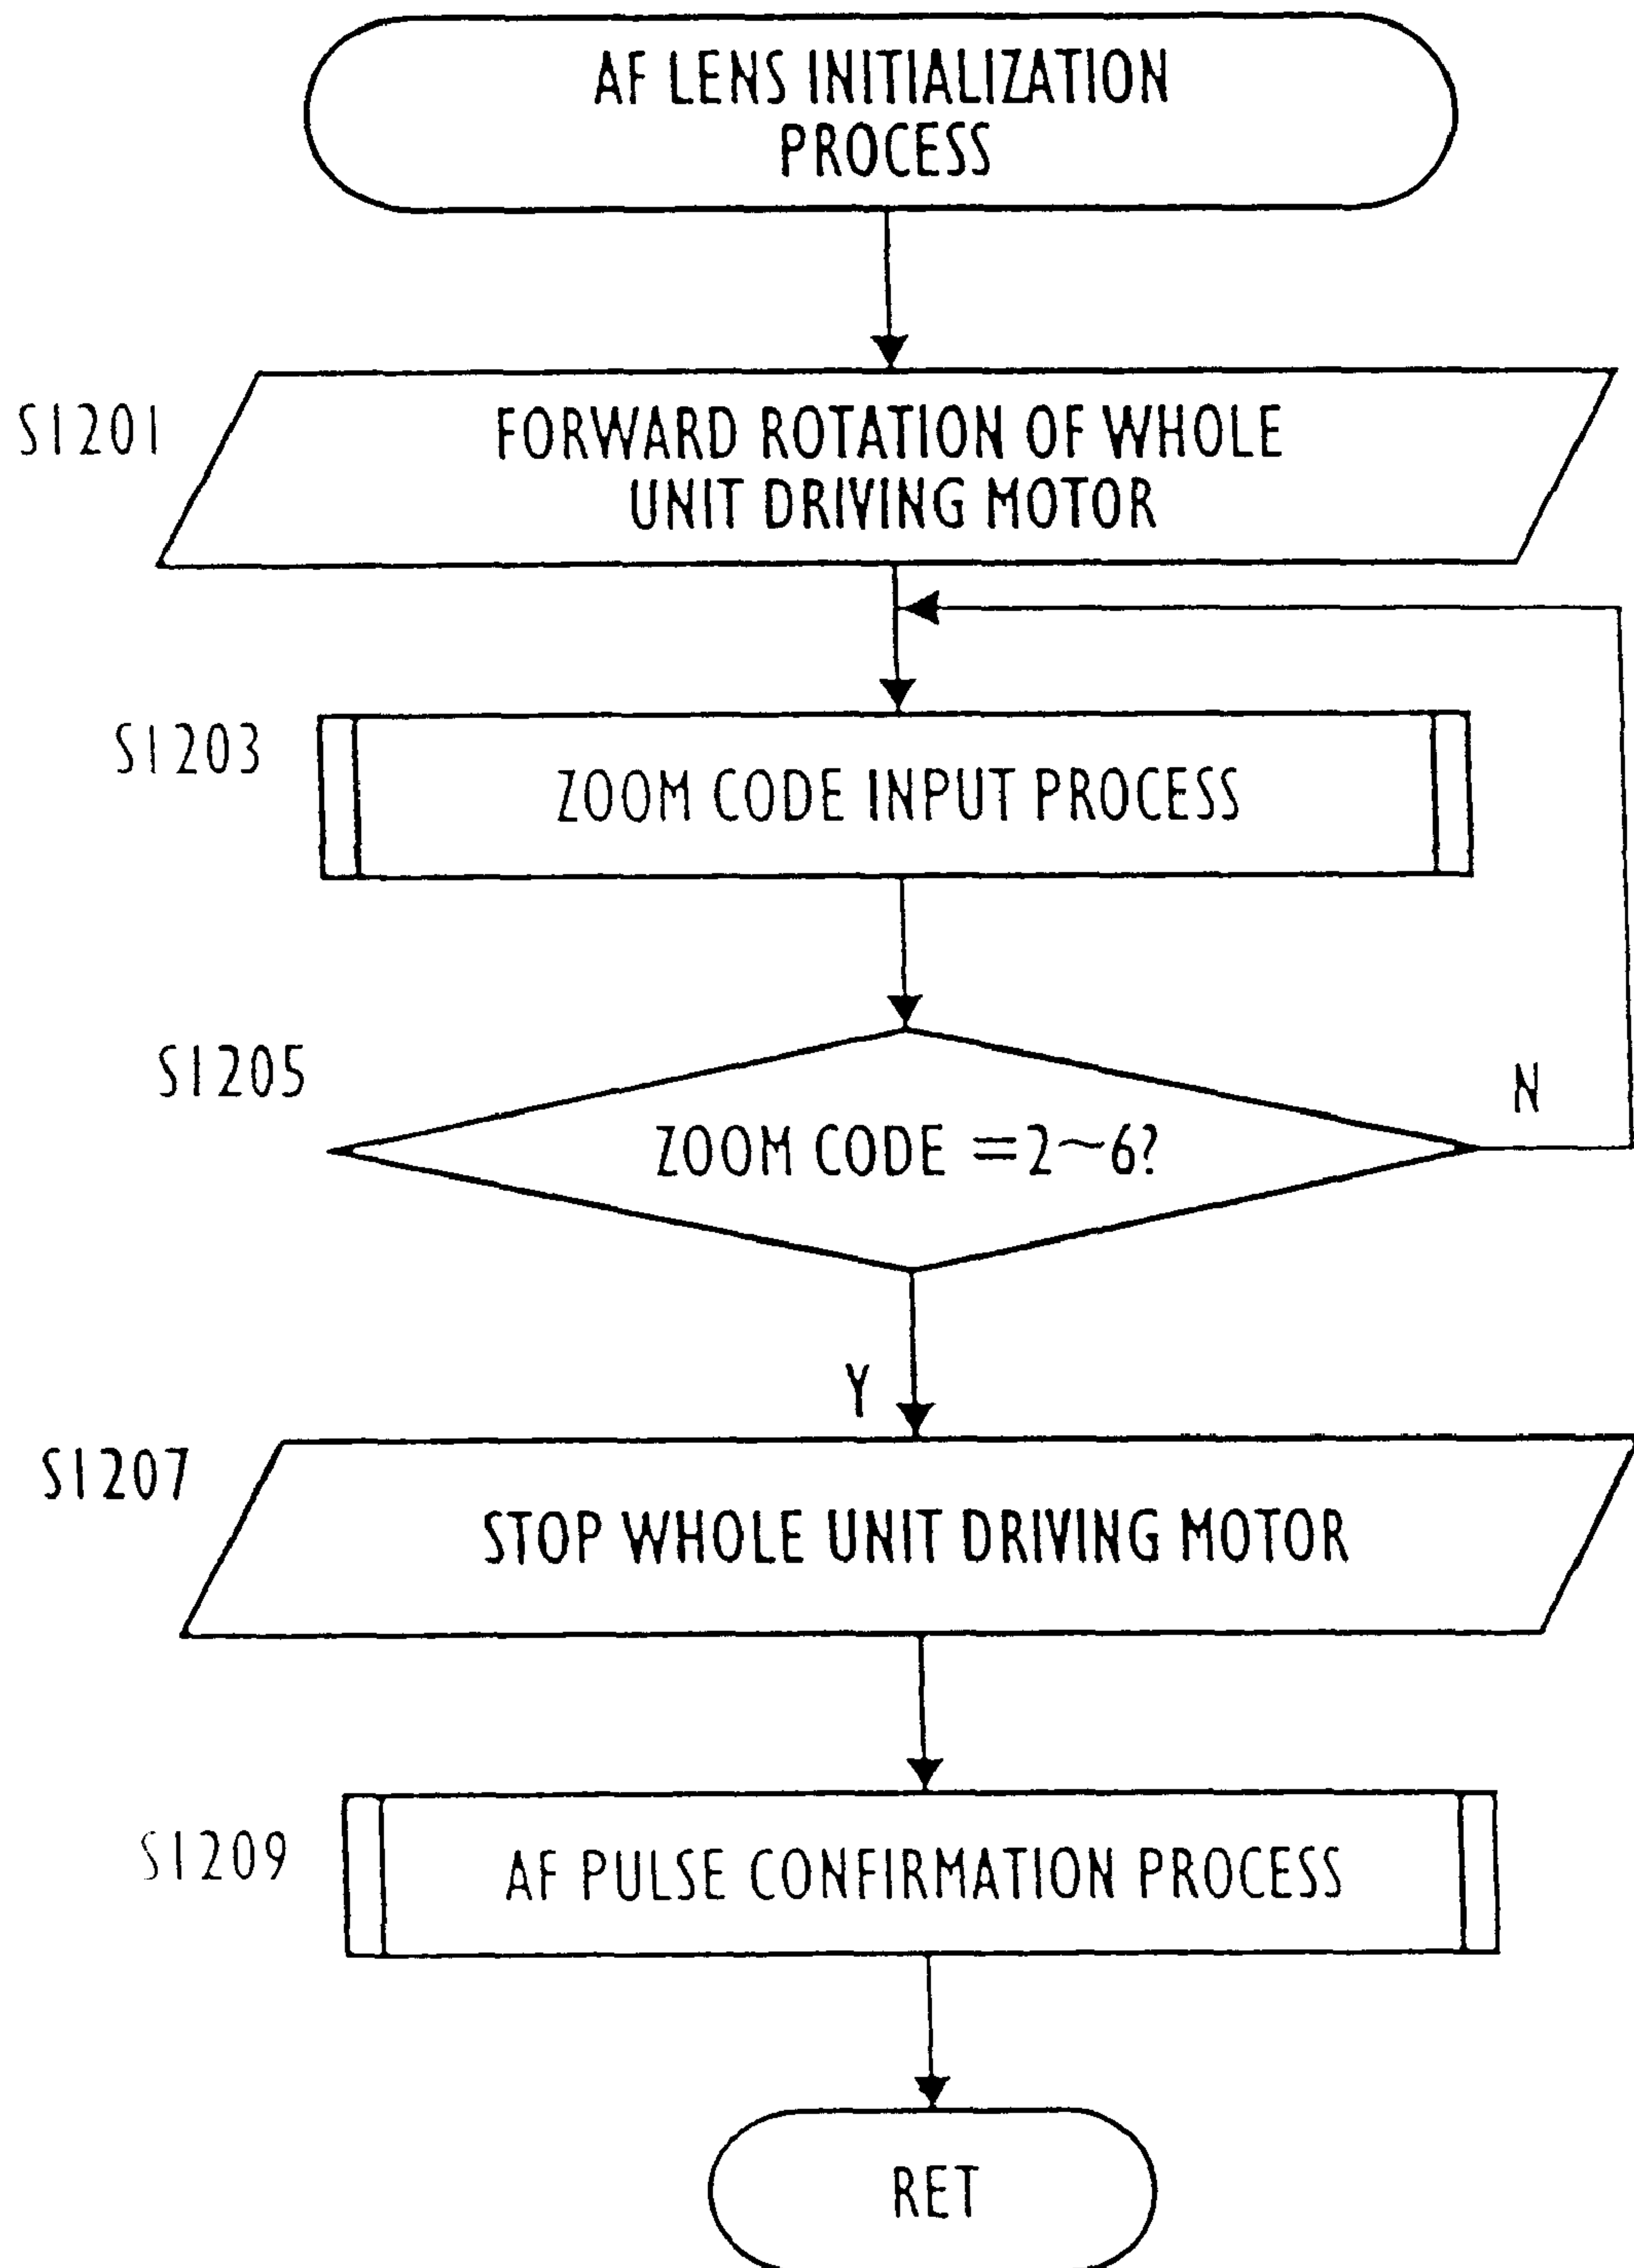 AF LENS INITIALIZATION
PROCESS
S1201
FORWARD ROTATION OF WHOLE
UNIT DRIVING MOTOR
S1203
ZOOM CODE INPUT PROCESS
S1205
ZOOM CODE =2~6?
N
Y
S1207
STOP WHOLE UNIT DRIVING MOTOR
S1209
AF PULSE CONFIRMATION PROCESS
RET